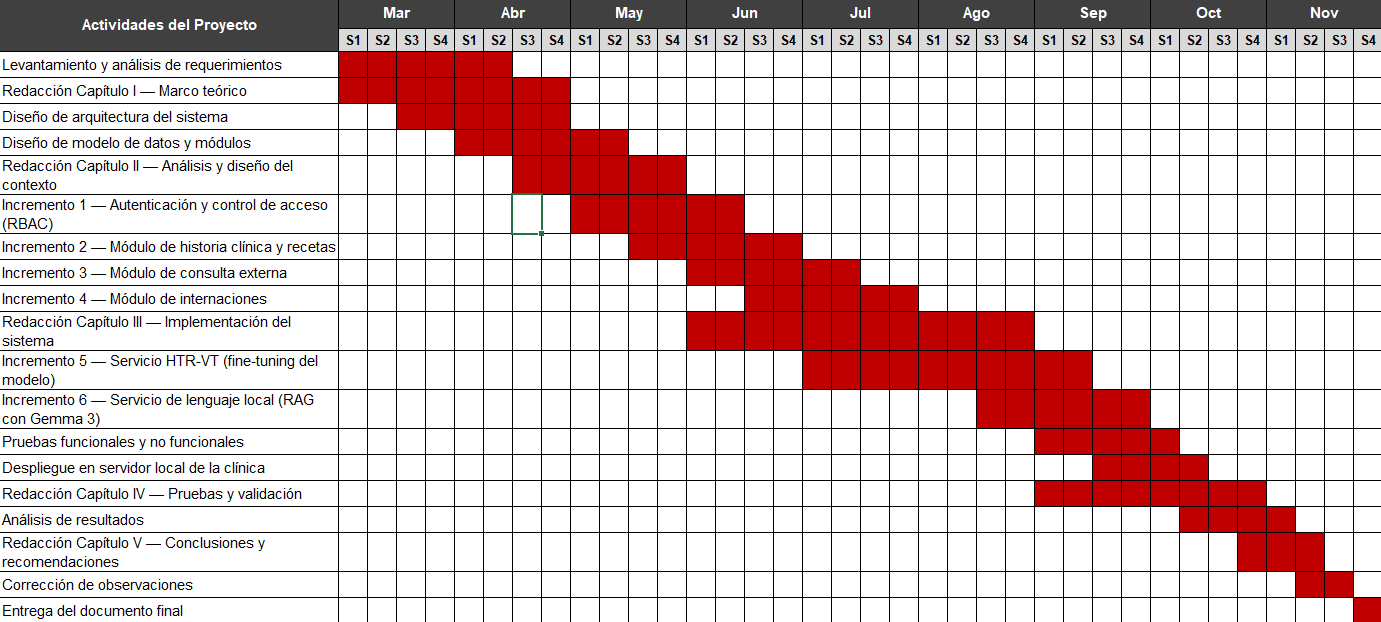 Actividades del Proyecto
Mar Abr May Jun Jul Ago Sep Oct Nov
S1 S2 S3 S4 S1 S2 S3 S4 S1 S2 S3 S4 S1 S2 S3 S4 S1 S2 S3 S4 S1 S2 S3 S4 S1 S2 S3 S4 S1 S2 S3 S4 S1 S2 S3 S4
Levantamiento y análisis de requerimientos
Redacción Capítulo I — Marco teórico
Diseño de arquitectura del sistema
Diseño de modelo de datos y módulos
Redacción Capítulo II — Análisis y diseño del
contexto
Incremento 1 — Autenticación y control de acceso
(RBAC)
Incremento 2 — Módulo de historia clínica y recetas
Incremento 3 — Módulo de consulta externa
Incremento 4 — Módulo de internaciones
Redacción Capítulo III — Implementación del
sistema
Incremento 5 — Servicio HTR-VT (fine-tuning del
modelo)
Incremento 6 — Servicio de lenguaje local (RAG
con Gemma 3)
Pruebas funcionales y no funcionales
Despliegue en servidor local de la clínica
Redacción Capítulo IV — Pruebas y validación
Análisis de resultados
Redacción Capítulo V — Conclusiones y
recomendaciones
Corrección de observaciones
Entrega del documento final